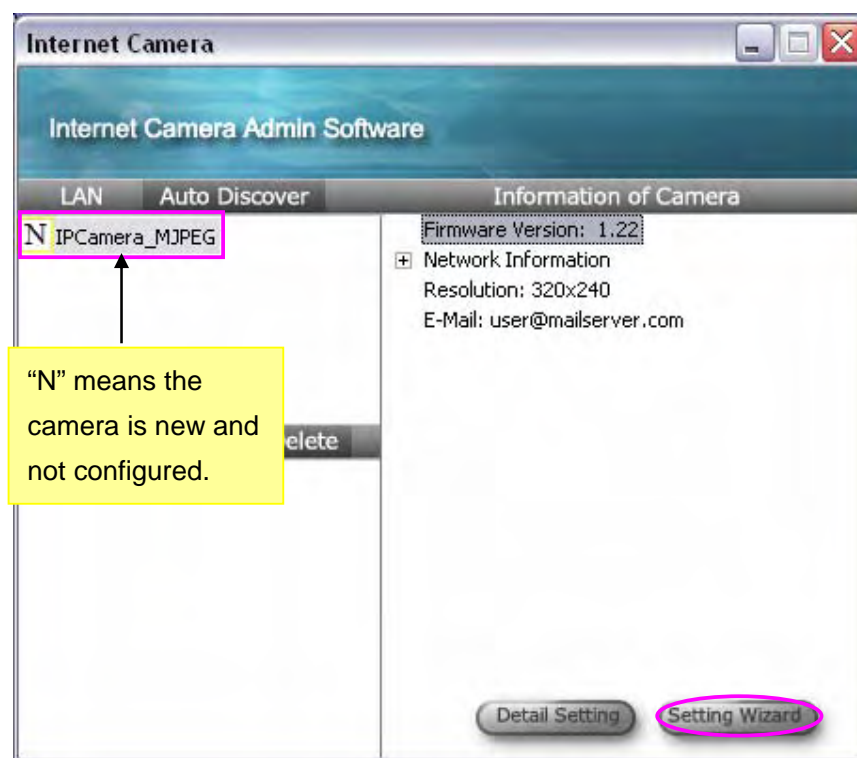 Internet Camera
Internet Camera Admin Software
LAN Auto Discover Information of Camera
N IPCamera_MJPEG
Firmware Version: 1.22
Network Information
Resolution: 320x240
E-Mail: user@mailserver.com
“N” means the
camera is new and
not configured.
elete
Detail Setting Setting Wizard